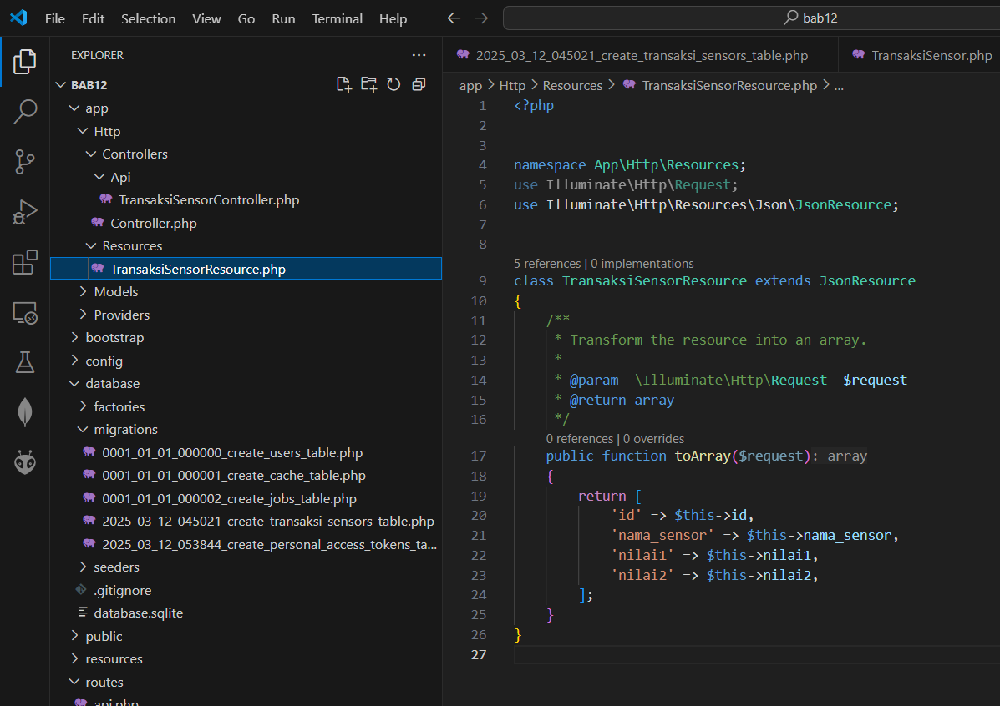 File Edit Selection View Go Run Terminal Help
bab12
EXPLORER
BAB12
app
Http
Controllers
Api
TransaksiSensorController.php
Controller.php
Resources
TransaksiSensorResource.php
Models
Providers
bootstrap
config
database
factories
migrations
0001_01_01_000000_create_users_table.php
0001_01_01_000001_create_cache_table.php
0001_01_01_000002_create_jobs_table.php
2025_03_12_045021_create_transaksi_sensors_table.php
2025_03_12_053844_create_personal_access_tokens_ta...
seeders
.gitignore
database.sqlite
public
resources
routes
api.php
2025_03_12_045021_create_transaksi_sensors_table.php TransaksiSensor.php
app > Http > Resources > TransaksiSensorResource.php > ...
1 <?php
2
3
4 namespace App\Http\Resources;
5 use Illuminate\Http\Request;
6 use Illuminate\Http\Resources\Json\JsonResource;
7
8
5 references | 0 implementations
9 class TransaksiSensorResource extends JsonResource
10 {
11 /**
12 * Transform the resource into an array.
13 *
14 * @param  \Illuminate\Http\Request  $request
15 * @return array
16 */
0 references | 0 overrides
17 public function toArray($request): array
18 {
19 return [
20 'id' => $this->id,
21 'nama_sensor' => $this->nama_sensor,
22 'nilai1' => $this->nilai1,
23 'nilai2' => $this->nilai2,
24 ];
25 }
26 }
27